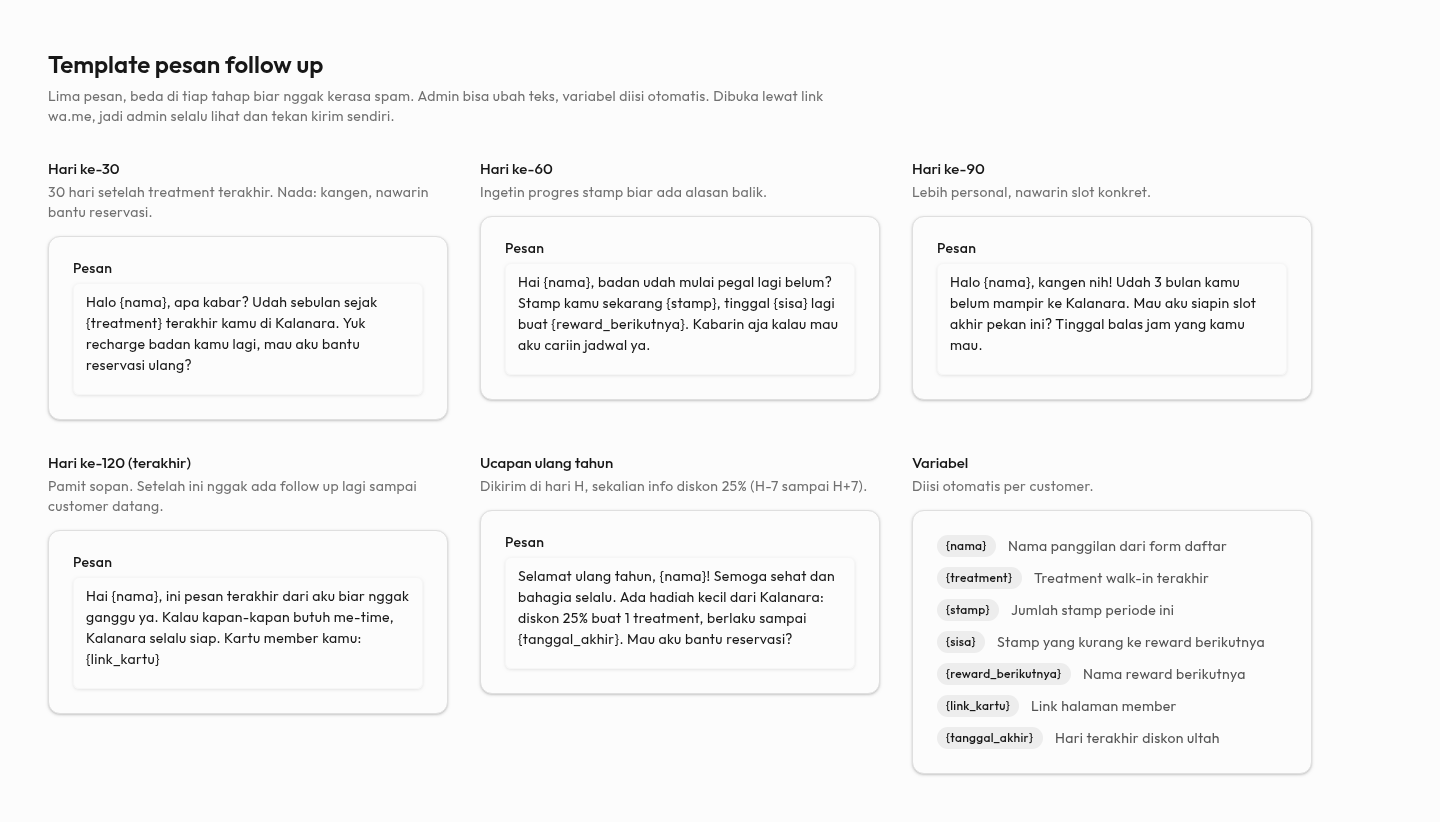 Template pesan follow up
Lima pesan, beda di tiap tahap biar nggak kerasa spam. Admin bisa ubah teks, variabel diisi otomatis. Dibuka lewat link
wa.me, jadi admin selalu lihat dan tekan kirim sendiri.
Hari ke-30
30 hari setelah treatment terakhir. Nada: kangen, nawarin
bantu reservasi.
Pesan
Halo {nama}, apa kabar? Udah sebulan sejak
{treatment} terakhir kamu di Kalanara. Yuk
recharge badan kamu lagi, mau aku bantu
reservasi ulang?
Hari ke-60
Ingetin progres stamp biar ada alasan balik.
Pesan
Hai {nama}, badan udah mulai pegal lagi belum?
Stamp kamu sekarang {stamp}, tinggal {sisa} lagi
buat {reward_berikutnya}. Kabarin aja kalau mau
aku cariin jadwal ya.
Hari ke-90
Lebih personal, nawarin slot konkret.
Pesan
Halo {nama}, kangen nih! Udah 3 bulan kamu
belum mampir ke Kalanara. Mau aku siapin slot
akhir pekan ini? Tinggal balas jam yang kamu
mau.
Hari ke-120 (terakhir)
Pamit sopan. Setelah ini nggak ada follow up lagi sampai
customer datang.
Pesan
Hai {nama}, ini pesan terakhir dari aku biar nggak
ganggu ya. Kalau kapan-kapan butuh me-time,
Kalanara selalu siap. Kartu member kamu:
{link_kartu}
Ucapan ulang tahun
Dikirim di hari H, sekalian info diskon 25% (H-7 sampai H+7).
Pesan
Selamat ulang tahun, {nama}! Semoga sehat dan
bahagia selalu. Ada hadiah kecil dari Kalanara:
diskon 25% buat 1 treatment, berlaku sampai
{tanggal_akhir}. Mau aku bantu reservasi?
Variabel
Diisi otomatis per customer.
{nama} Nama panggilan dari form daftar
{treatment} Treatment walk-in terakhir
{stamp} Jumlah stamp periode ini
{sisa} Stamp yang kurang ke reward berikutnya
{reward_berikutnya} Nama reward berikutnya
{link_kartu} Link halaman member
{tanggal_akhir} Hari terakhir diskon ultah